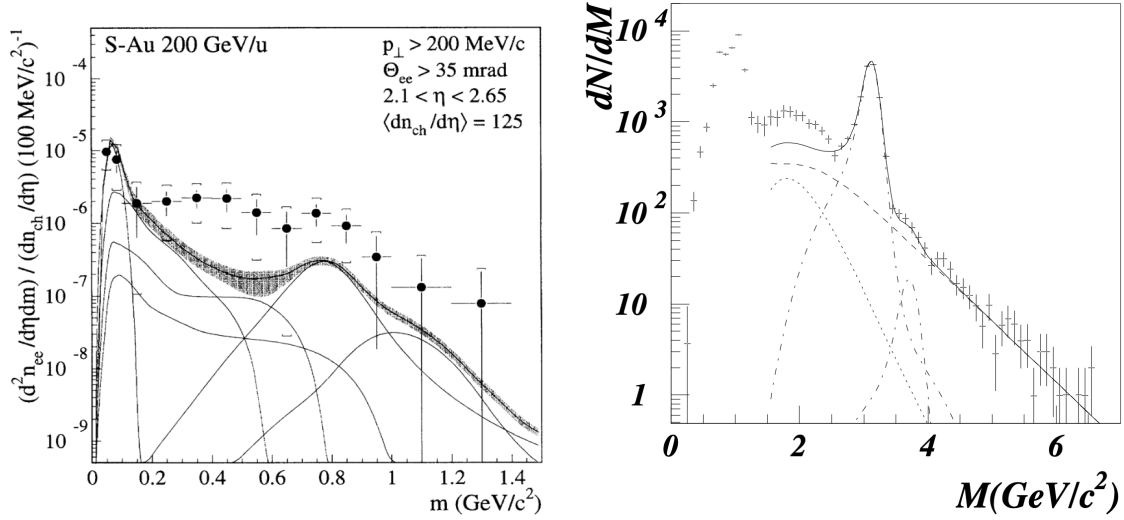 S-Au 200 GeV/u
p⊥ > 200 MeV/c
Θee > 35 mrad
2.1 < η < 2.65
⟨dnch/dη⟩ = 125
(d²nee/dηdm) / (dnch/dη) (100 MeV/c²)⁻¹
10⁻⁴
10⁻⁵
10⁻⁶
10⁻⁷
10⁻⁸
10⁻⁹
0 0.2 0.4 0.6 0.8 1 1.2 1.4
m (GeV/c²)
dN/dM
10⁴
10³
10²
10
1
0 2 4 6
M(GeV/c²)